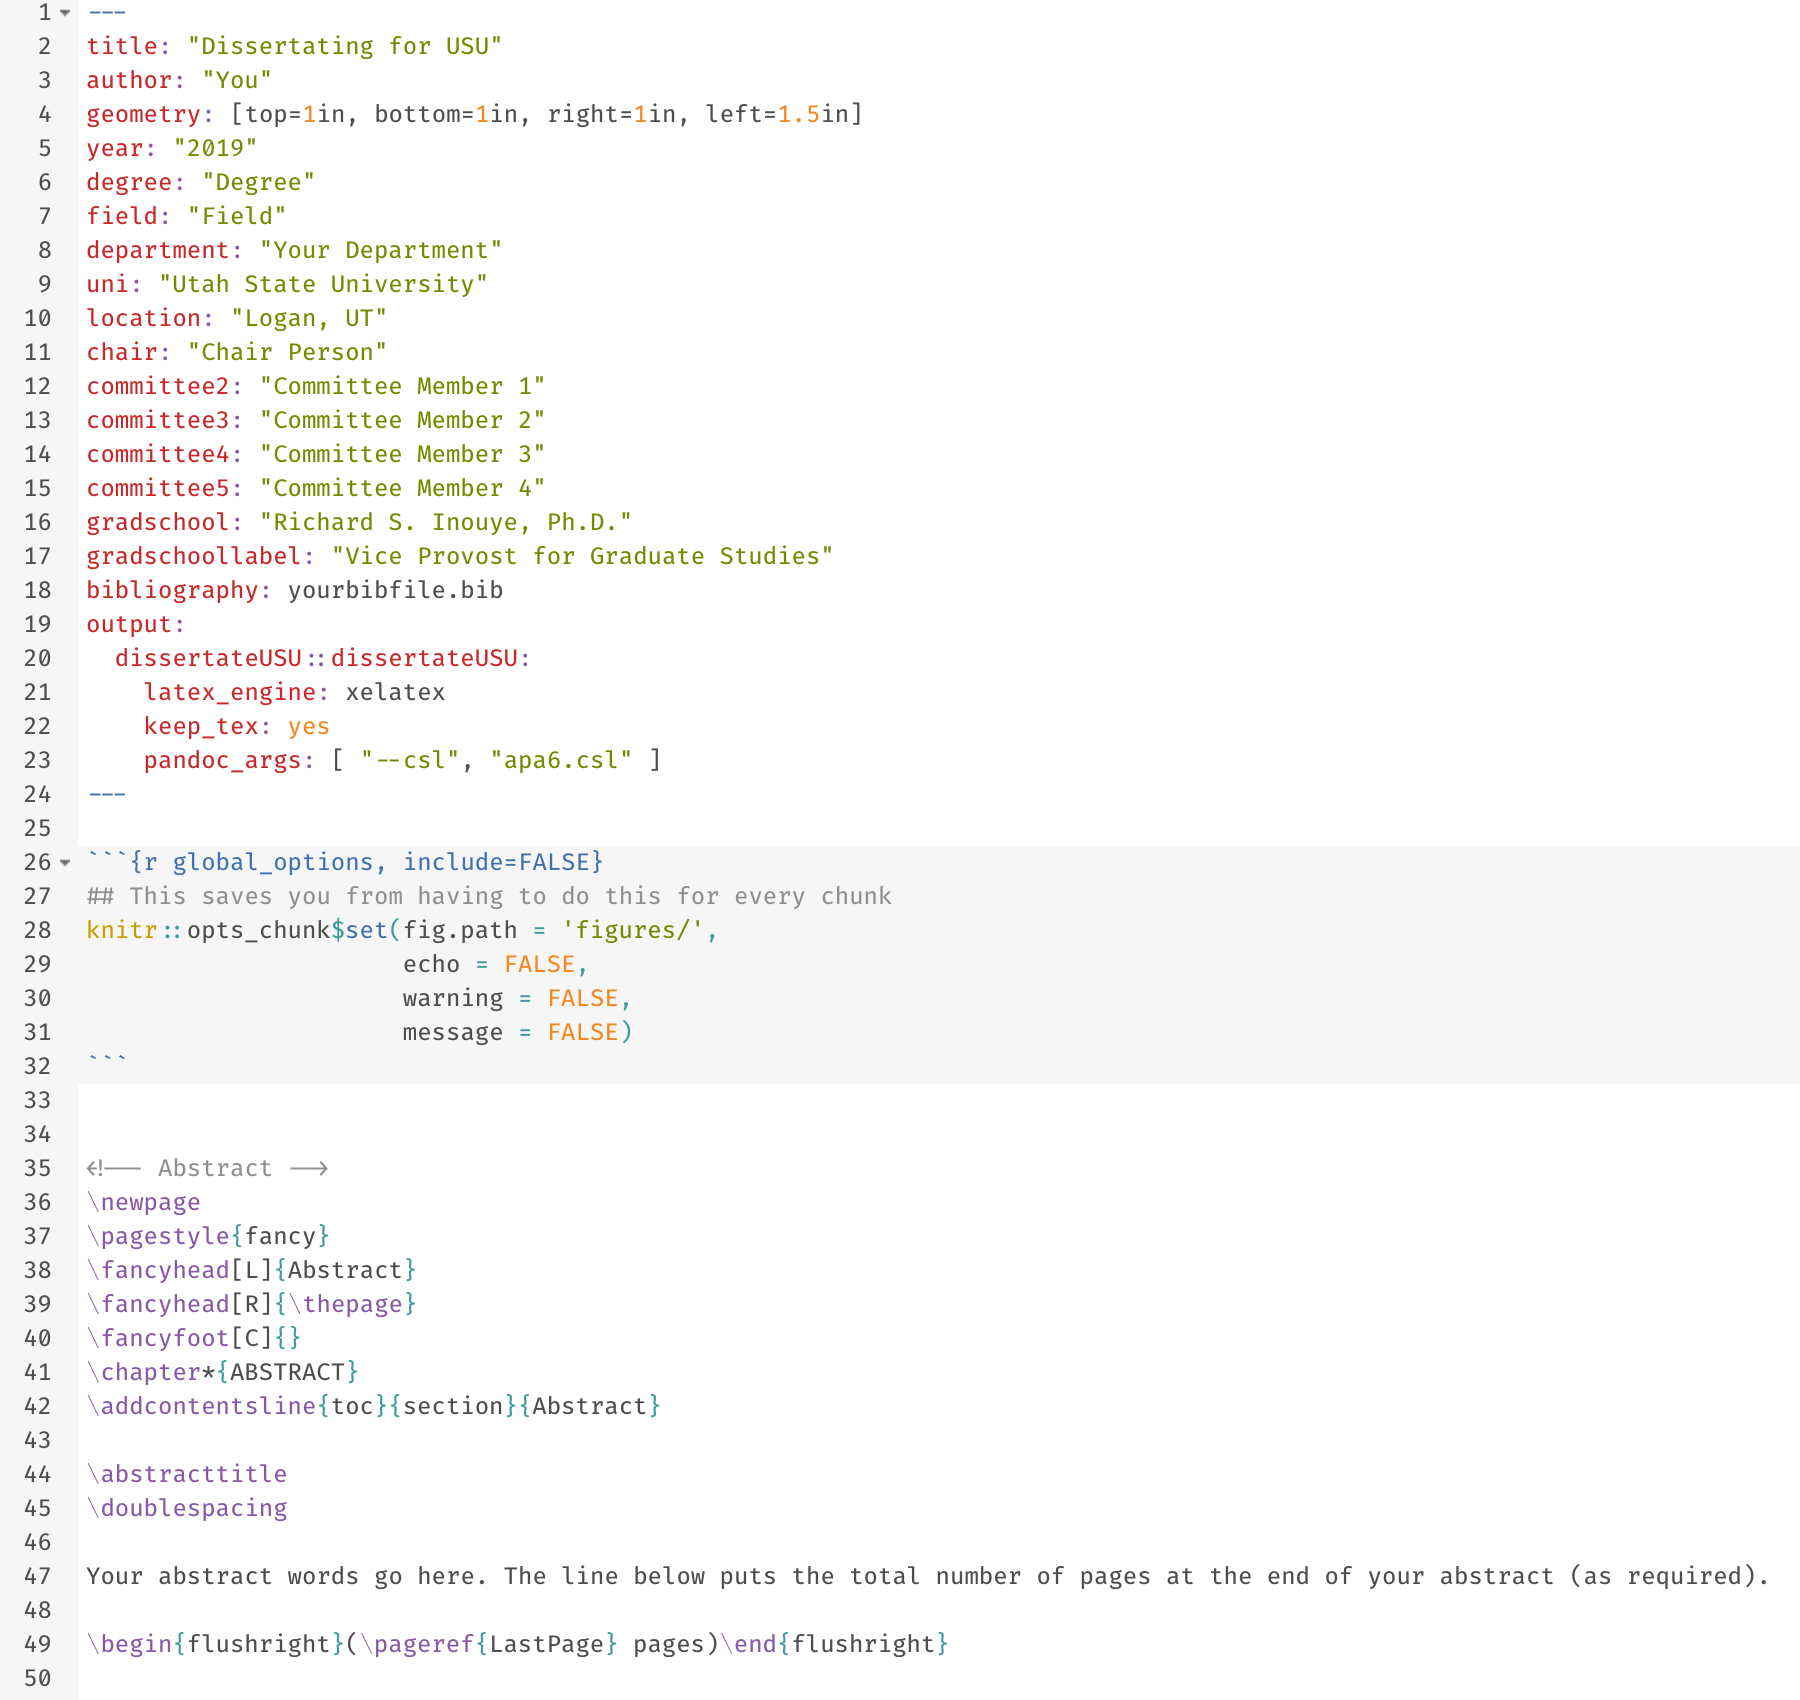 1 ---
2 title: "Dissertating for USU"
3 author: "You"
4 geometry: [top=1in, bottom=1in, right=1in, left=1.5in]
5 year: "2019"
6 degree: "Degree"
7 field: "Field"
8 department: "Your Department"
9 uni: "Utah State University"
10 location: "Logan, UT"
11 chair: "Chair Person"
12 committee2: "Committee Member 1"
13 committee3: "Committee Member 2"
14 committee4: "Committee Member 3"
15 committee5: "Committee Member 4"
16 gradschool: "Richard S. Inouye, Ph.D."
17 gradschoollabel: "Vice Provost for Graduate Studies"
18 bibliography: yourbibfile.bib
19 output:
20   dissertateUSU::dissertateUSU:
21     latex_engine: xelatex
22     keep_tex: yes
23     pandoc_args: [ "--csl", "apa6.csl" ]
24 ---
25
26 ```{r global_options, include=FALSE}
27 ## This saves you from having to do this for every chunk
28 knitr::opts_chunk$set(fig.path = 'figures/',
29                       echo = FALSE,
30                       warning = FALSE,
31                       message = FALSE)
32 ```
33
34
35 <!-- Abstract -->
36 \newpage
37 \pagestyle{fancy}
38 \fancyhead[L]{Abstract}
39 \fancyhead[R]{\thepage}
40 \fancyfoot[C]{}
41 \chapter*{ABSTRACT}
42 \addcontentsline{toc}{section}{Abstract}
43
44 \abstracttitle
45 \doublespacing
46
47 Your abstract words go here. The line below puts the total number of pages at the end of your abstract (as required).
48
49 \begin{flushright}(\pageref{LastPage} pages)\end{flushright}
50